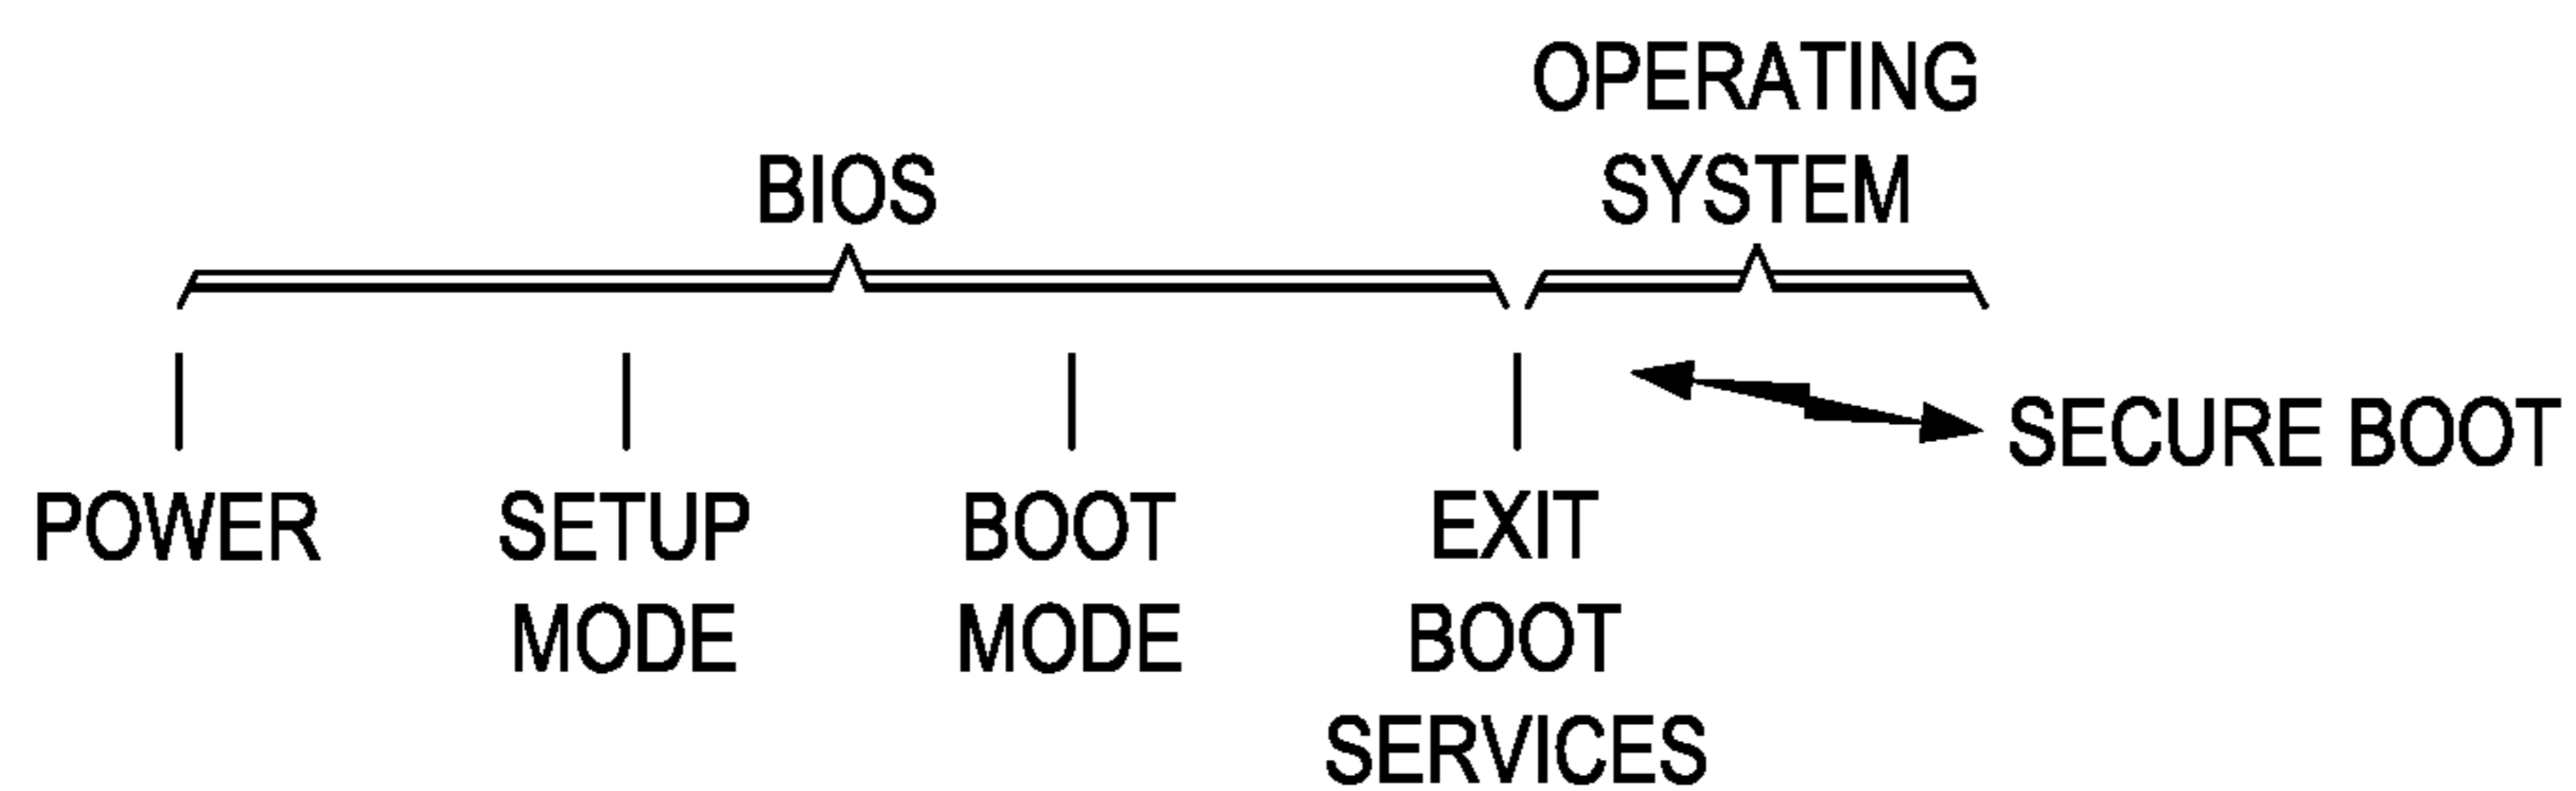 OPERATING
SYSTEM
BIOS
SECURE BOOT
POWER
SETUP
MODE
BOOT
MODE
EXIT
BOOT
SERVICES